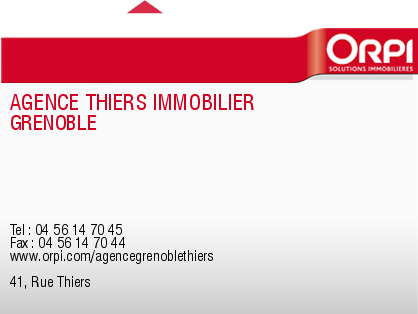 ORPI
SOLUTIONS IMMOBILIÈRES
AGENCE THIERS IMMOBILIER
GRENOBLE
Tel : 04 56 14 70 45
Fax : 04 56 14 70 44
www.orpi.com/agencegrenoblethiers
41, Rue Thiers